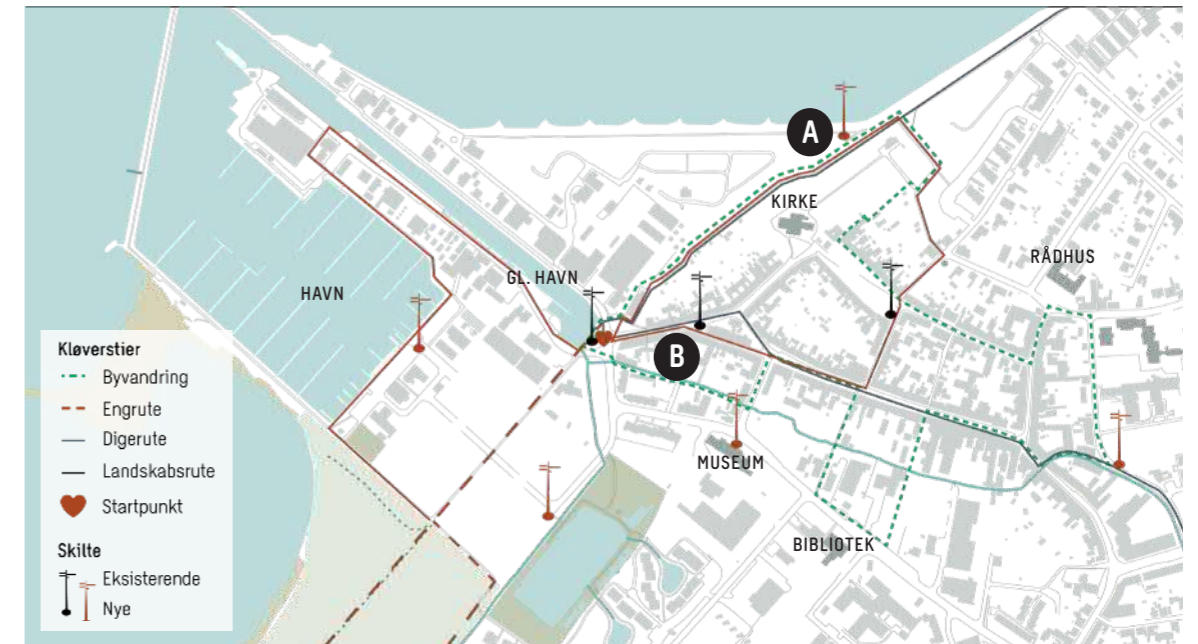 A
KIRKE
RÅDHUS
GL. HAVN
HAVN
B
MUSEUM
BIBLIOTEK
Kløverstier
Byvandring
Engrute
Digerute
Landskabsrute
Startpunkt
Skilte
Eksisterende
Nye